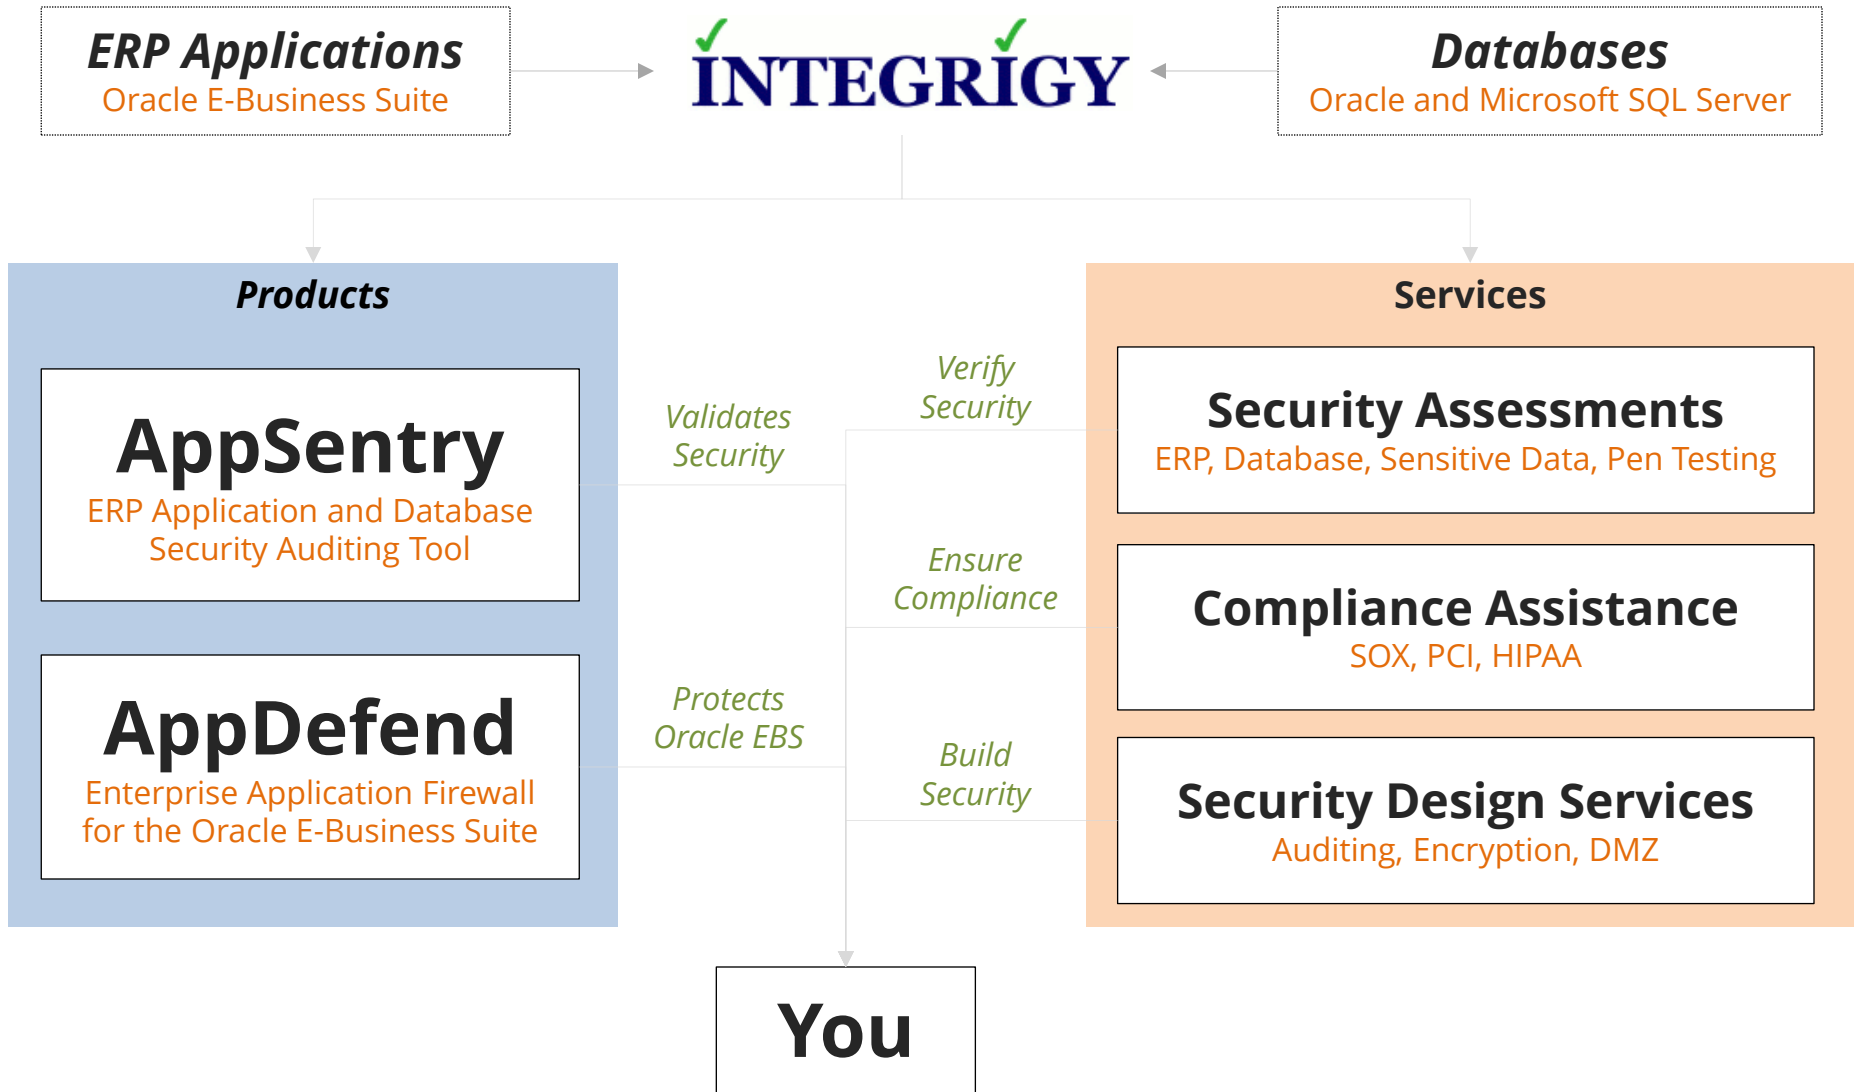 ERP Applications
Oracle E-Business Suite
INTEGRIGY
Databases
Oracle and Microsoft SQL Server
Products
AppSentry
ERP Application and Database
Security Auditing Tool
AppDefend
Enterprise Application Firewall
for the Oracle E-Business Suite
Validates
Security
Protects
Oracle EBS
Verify
Security
Ensure
Compliance
Build
Security
Services
Security Assessments
ERP, Database, Sensitive Data, Pen Testing
Compliance Assistance
SOX, PCI, HIPAA
Security Design Services
Auditing, Encryption, DMZ
You